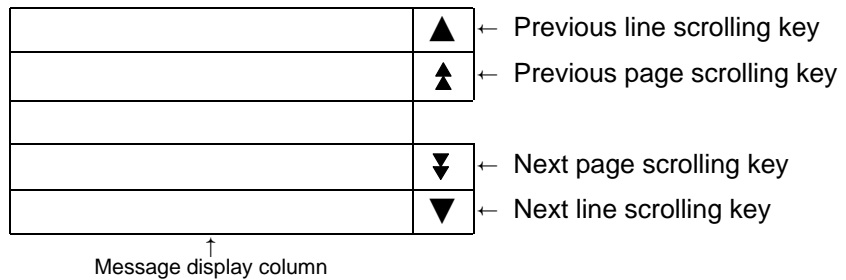 ▲ ← Previous line scrolling key
← Previous page scrolling key
← Next page scrolling key
▼ ← Next line scrolling key
↑
Message display column